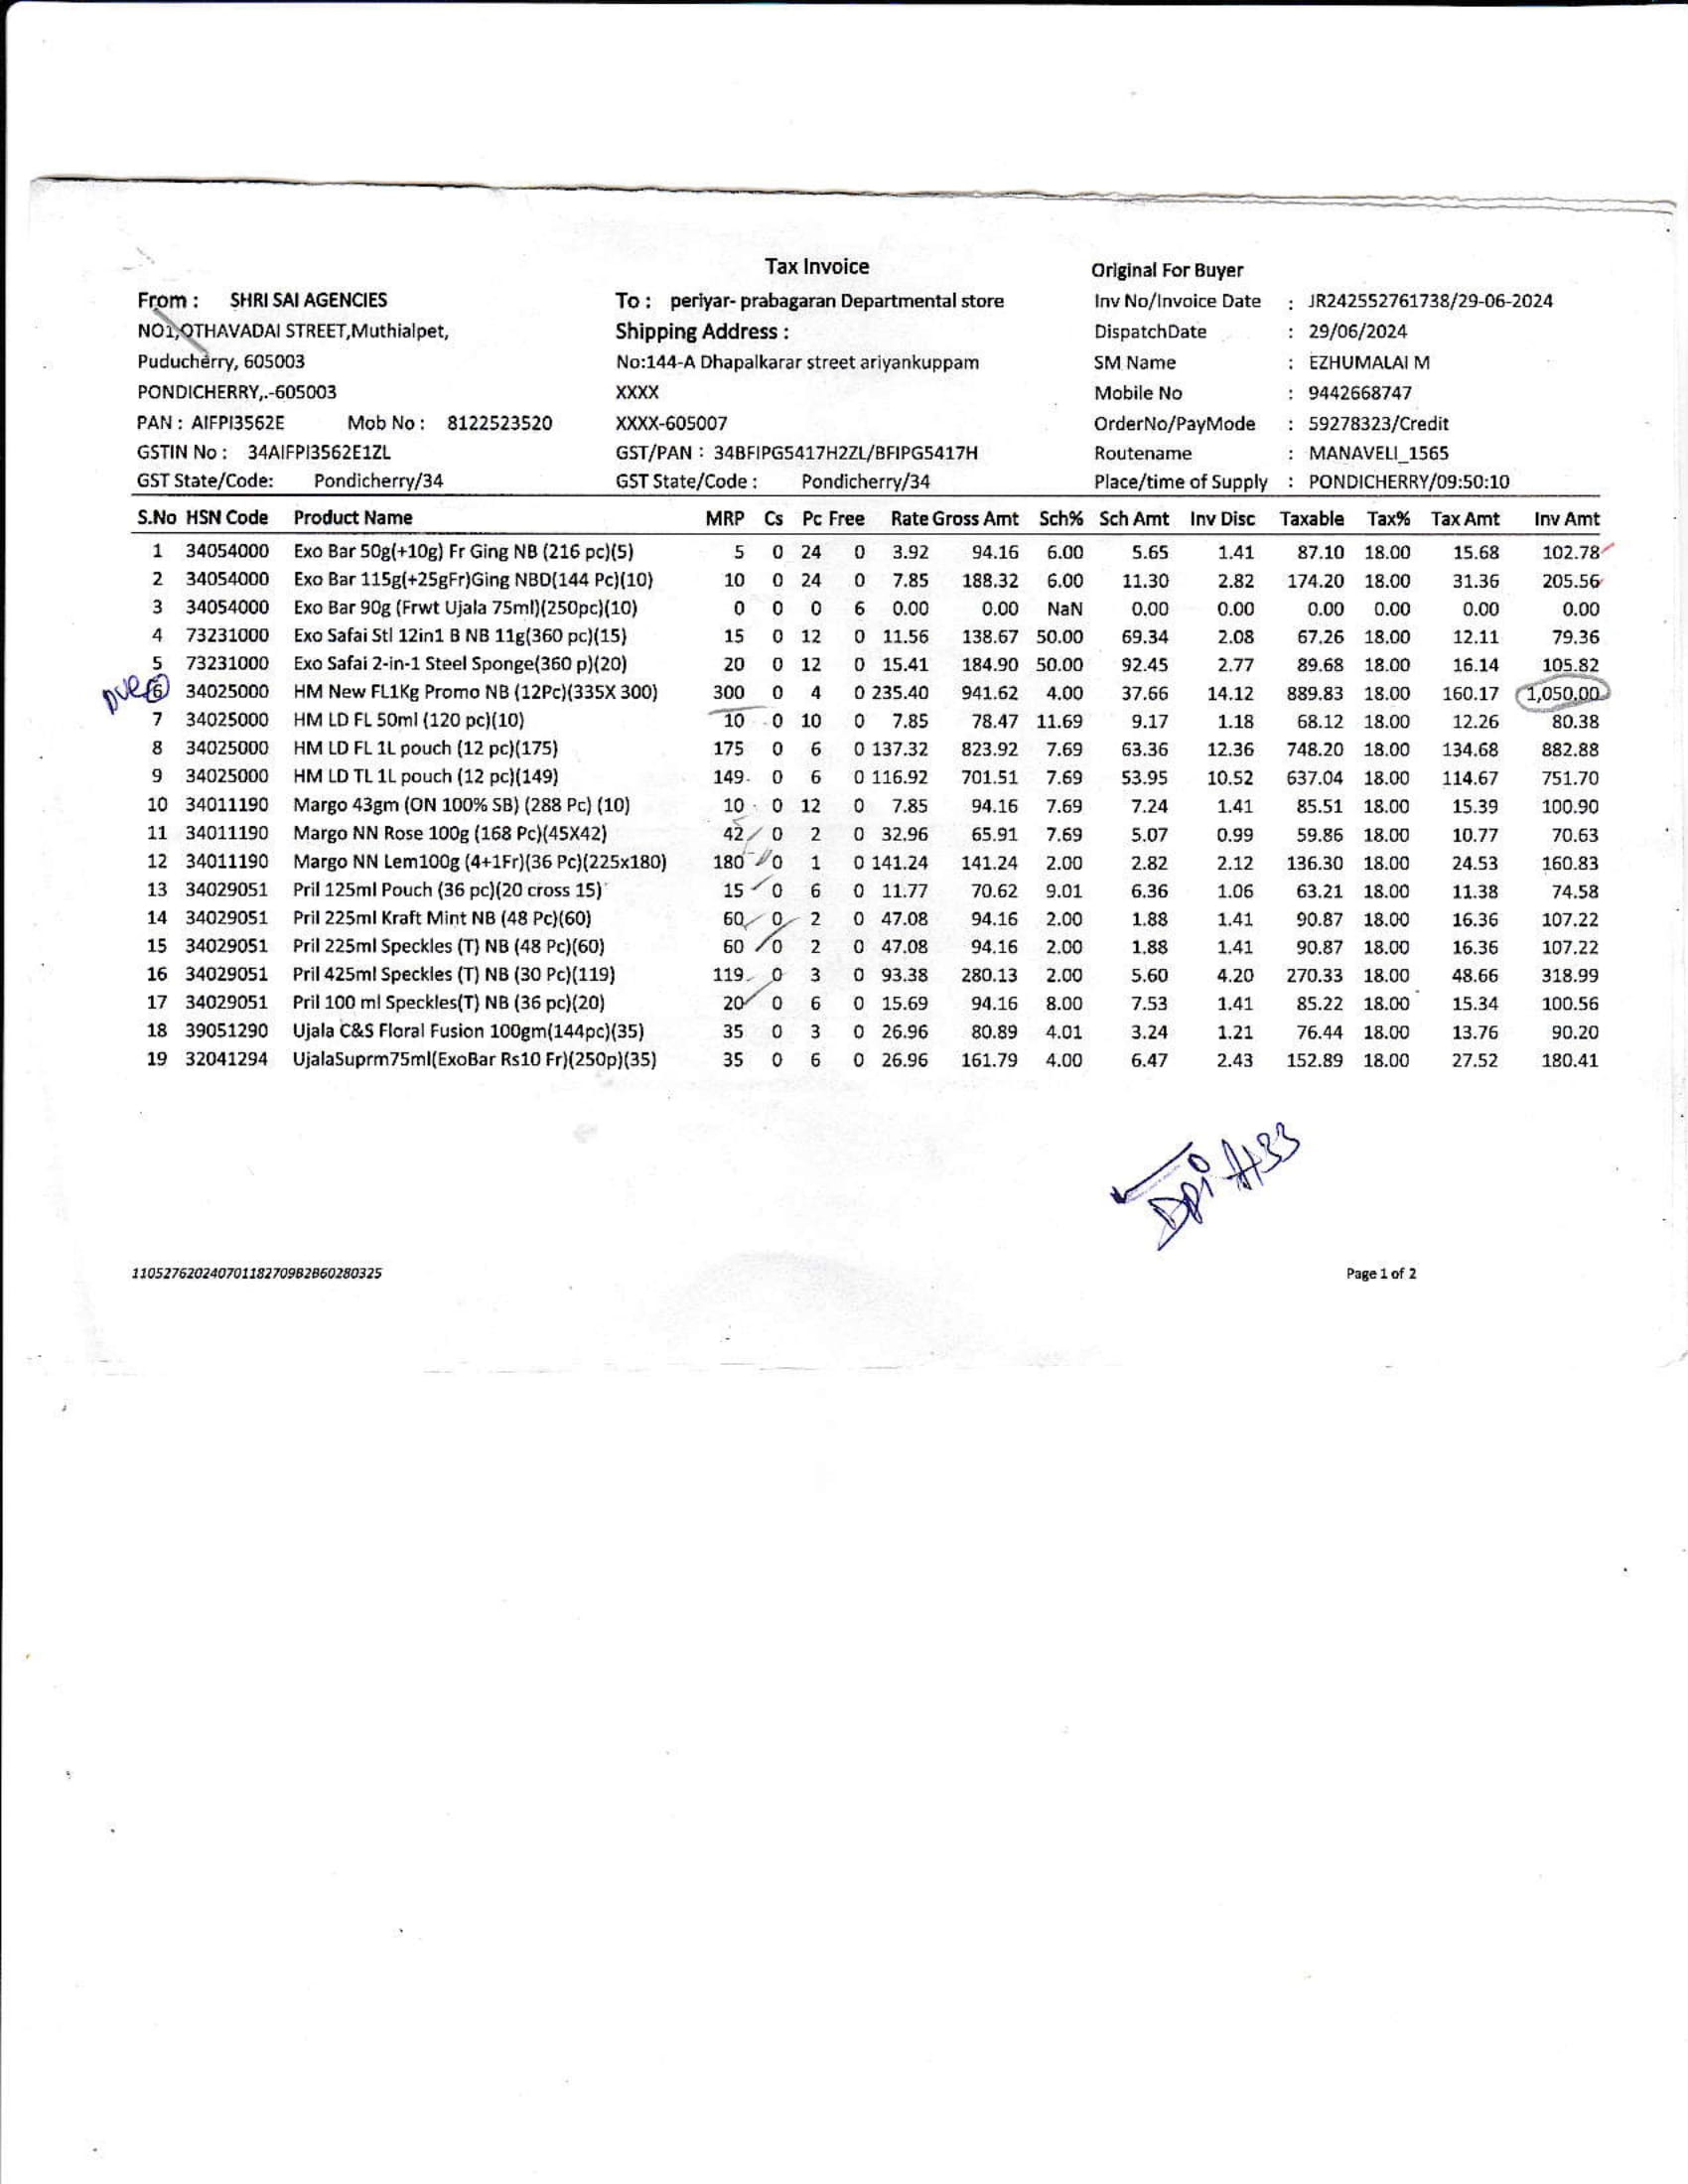 Tax Invoice
Original For Buyer
From : SHRI SAI AGENCIES
NO1,OTHAVADAI STREET,Muthialpet,
Puducherry, 605003
PONDICHERRY,.-605003
PAN : AIFPI3562E Mob No : 8122523520
GSTIN No : 34AIFPI3562E1ZL
GST State/Code: Pondicherry/34
To : periyar- prabagaran Departmental store
Shipping Address :
No:144-A Dhapalkarar street ariyankuppam
XXXX
XXXX-605007
GST/PAN : 34BFIPG5417H2ZL/BFIPG5417H
GST State/Code : Pondicherry/34
Inv No/Invoice Date : JR242552761738/29-06-2024
DispatchDate : 29/06/2024
SM Name : EZHUMALAI M
Mobile No : 9442668747
OrderNo/PayMode : 59278323/Credit
Routename : MANAVELI_1565
Place/time of Supply : PONDICHERRY/09:50:10
S.No HSN Code Product Name MRP Cs Pc Free Rate Gross Amt Sch% Sch Amt Inv Disc Taxable Tax% Tax Amt Inv Amt
1 34054000 Exo Bar 50g(+10g) Fr Ging NB (216 pc)(5) 5 0 24 0 3.92 94.16 6.00 5.65 1.41 87.10 18.00 15.68 102.78
2 34054000 Exo Bar 115g(+25gFr)Ging NBD(144 Pc)(10) 10 0 24 0 7.85 188.32 6.00 11.30 2.82 174.20 18.00 31.36 205.56
3 34054000 Exo Bar 90g (Frwt Ujala 75ml)(250pc)(10) 0 0 0 6 0.00 0.00 NaN 0.00 0.00 0.00 0.00 0.00 0.00
4 73231000 Exo Safai Stl 12in1 B NB 11g(360 pc)(15) 15 0 12 0 11.56 138.67 50.00 69.34 2.08 67.26 18.00 12.11 79.36
5 73231000 Exo Safai 2-in-1 Steel Sponge(360 p)(20) 20 0 12 0 15.41 184.90 50.00 92.45 2.77 89.68 18.00 16.14 105.82
6 34025000 HM New FL1Kg Promo NB (12Pc)(335X 300) 300 0 4 0 235.40 941.62 4.00 37.66 14.12 889.83 18.00 160.17 1,050.00
7 34025000 HM LD FL 50ml (120 pc)(10) 10 0 10 0 7.85 78.47 11.69 9.17 1.18 68.12 18.00 12.26 80.38
8 34025000 HM LD FL 1L pouch (12 pc)(175) 175 0 6 0 137.32 823.92 7.69 63.36 12.36 748.20 18.00 134.68 882.88
9 34025000 HM LD TL 1L pouch (12 pc)(149) 149 0 6 0 116.92 701.51 7.69 53.95 10.52 637.04 18.00 114.67 751.70
10 34011190 Margo 43gm (ON 100% SB) (288 Pc) (10) 10 0 12 0 7.85 94.16 7.69 7.24 1.41 85.51 18.00 15.39 100.90
11 34011190 Margo NN Rose 100g (168 Pc)(45X42) 42 0 2 0 32.96 65.91 7.69 5.07 0.99 59.86 18.00 10.77 70.63
12 34011190 Margo NN Lem100g (4+1Fr)(36 Pc)(225x180) 180 0 1 0 141.24 141.24 2.00 2.82 2.12 136.30 18.00 24.53 160.83
13 34029051 Pril 125ml Pouch (36 pc)(20 cross 15) 15 0 6 0 11.77 70.62 9.01 6.36 1.06 63.21 18.00 11.38 74.58
14 34029051 Pril 225ml Kraft Mint NB (48 Pc)(60) 60 0 2 0 47.08 94.16 2.00 1.88 1.41 90.87 18.00 16.36 107.22
15 34029051 Pril 225ml Speckles (T) NB (48 Pc)(60) 60 0 2 0 47.08 94.16 2.00 1.88 1.41 90.87 18.00 16.36 107.22
16 34029051 Pril 425ml Speckles (T) NB (30 Pc)(119) 119 0 3 0 93.38 280.13 2.00 5.60 4.20 270.33 18.00 48.66 318.99
17 34029051 Pril 100 ml Speckles(T) NB (36 pc)(20) 20 0 6 0 15.69 94.16 8.00 7.53 1.41 85.22 18.00 15.34 100.56
18 39051290 Ujala C&S Floral Fusion 100gm(144pc)(35) 35 0 3 0 26.96 80.89 4.01 3.24 1.21 76.44 18.00 13.76 90.20
19 32041294 UjalaSuprm75ml(ExoBar Rs10 Fr)(250p)(35) 35 0 6 0 26.96 161.79 4.00 6.47 2.43 152.89 18.00 27.52 180.41
110527620240701182709B2B60280325
Page 1 of 2